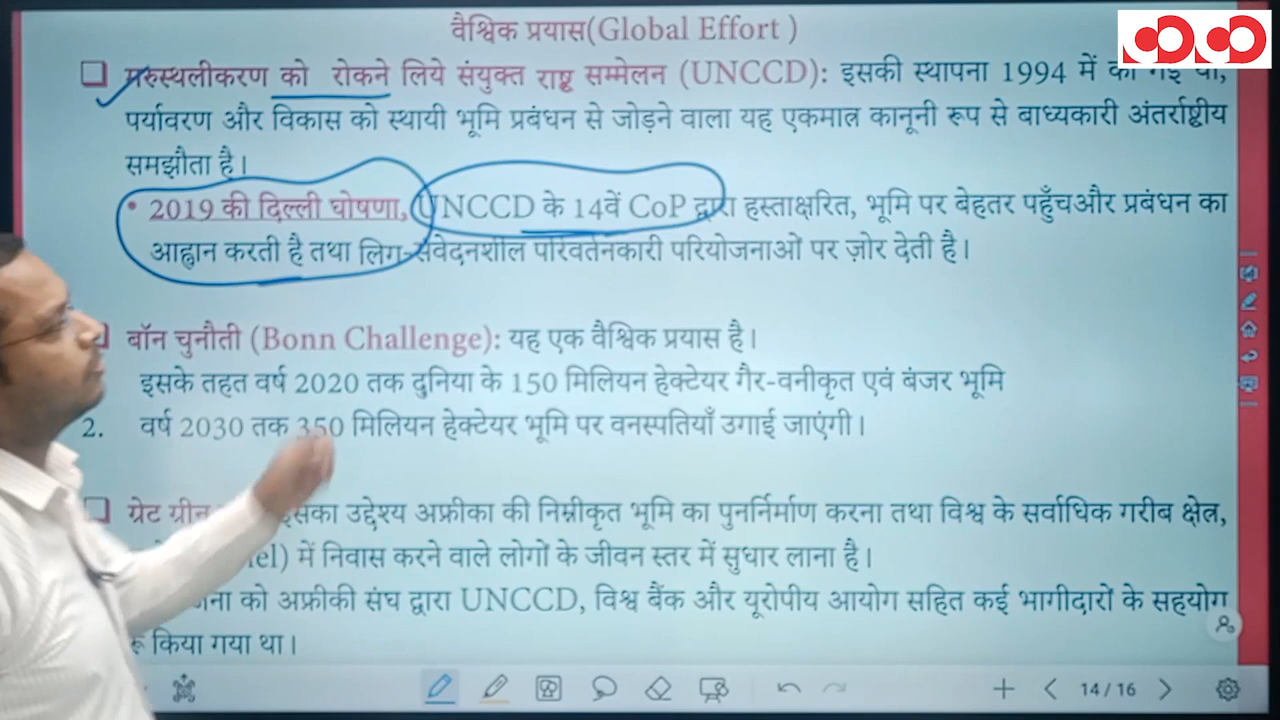 वैश्विक प्रयास(Global Effort )
मरुस्थलीकरण को रोकने लिये संयुक्त राष्ट्र सम्मेलन (UNCCD): इसकी स्थापना 1994 में की गई थी,
पर्यावरण और विकास को स्थायी भूमि प्रबंधन से जोड़ने वाला यह एकमात्र कानूनी रूप से बाध्यकारी अंतर्राष्ट्रीय
समझौता है।
• 2019 की दिल्ली घोषणा, UNCCD के 14वें CoP द्वारा हस्ताक्षरित, भूमि पर बेहतर पहुँचऔर प्रबंधन का
आह्वान करती है तथा लिंग-संवेदनशील परिवर्तनकारी परियोजनाओं पर ज़ोर देती है।
बॉन चुनौती (Bonn Challenge): यह एक वैश्विक प्रयास है।
इसके तहत वर्ष 2020 तक दुनिया के 150 मिलियन हेक्टेयर गैर-वनीकृत एवं बंजर भूमि
2. वर्ष 2030 तक 350 मिलियन हेक्टेयर भूमि पर वनस्पतियाँ उगाई जाएंगी।
ग्रेट ग्रीन इसका उद्देश्य अफ्रीका की निम्नीकृत भूमि का पुनर्निर्माण करना तथा विश्व के सर्वाधिक गरीब क्षेत्र,
में निवास करने वाले लोगों के जीवन स्तर में सुधार लाना है।
को अफ्रीकी संघ द्वारा UNCCD, विश्व बैंक और यूरोपीय आयोग सहित कई भागीदारों के सहयोग
किया गया था।
14/16